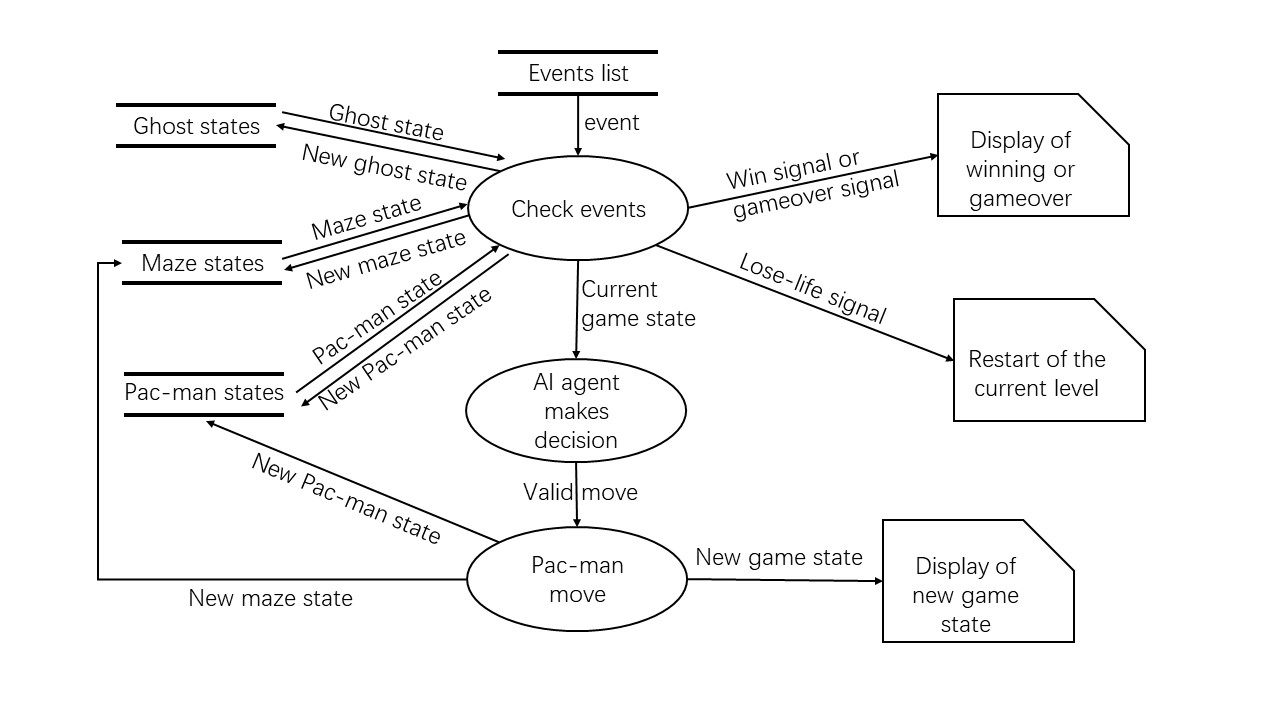 Events list
event
Ghost states
Ghost state
New ghost state
Check events
Win signal or
gameover signal
Display of
winning or
gameover
Maze states
Maze state
New maze state
Pac-man state
New Pac-man state
Current
game state
Lose-life signal
Restart of the
current level
Pac-man states
AI agent
makes
decision
Valid move
New Pac-man state
Pac-man
move
New maze state
New game state
Display of
new game
state